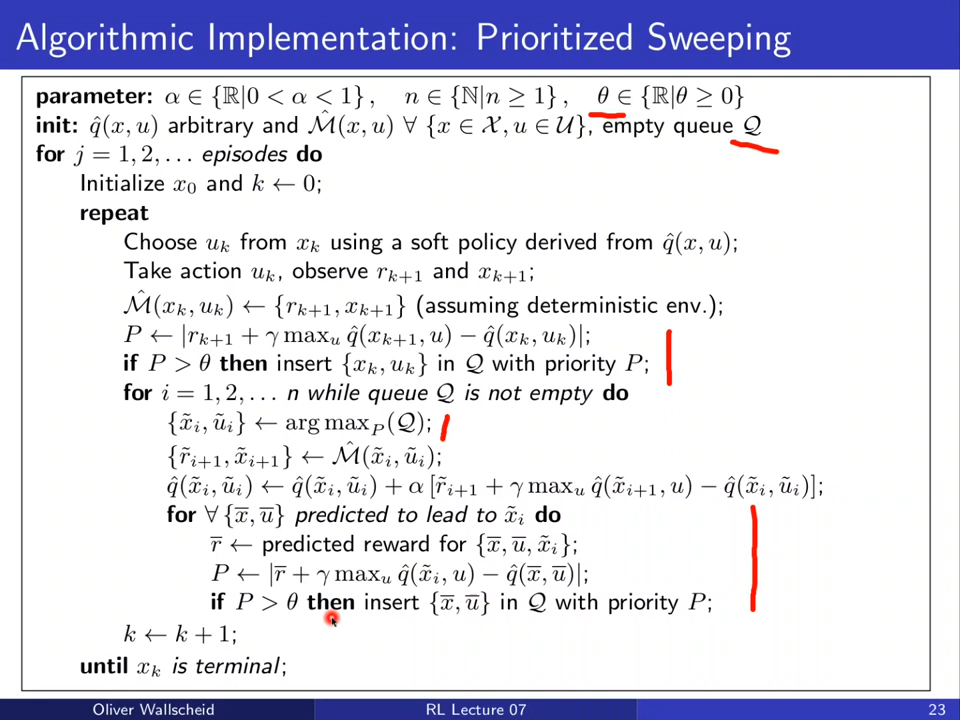 Algorithmic Implementation: Prioritized Sweeping
parameter: α ∈ {ℝ|0 < α < 1}, n ∈ {ℕ|n ≥ 1}, θ ∈ {ℝ|θ ≥ 0}
init: q̂(x, u) arbitrary and M̂(x, u) ∀ {x ∈ 𝒳, u ∈ 𝒰}, empty queue 𝒬
for j = 1, 2, . . . episodes do
Initialize x₀ and k ← 0;
repeat
Choose uₖ from xₖ using a soft policy derived from q̂(x, u);
Take action uₖ, observe rₖ₊₁ and xₖ₊₁;
M̂(xₖ, uₖ) ← {rₖ₊₁, xₖ₊₁} (assuming deterministic env.);
P ← |rₖ₊₁ + γ maxᵤ q̂(xₖ₊₁, u) − q̂(xₖ, uₖ)|;
if P > θ then insert {xₖ, uₖ} in 𝒬 with priority P;
for i = 1, 2, . . . n while queue 𝒬 is not empty do
{x̃ᵢ, ũᵢ} ← arg max_P(𝒬);
{r̃ᵢ₊₁, x̃ᵢ₊₁} ← M̂(x̃ᵢ, ũᵢ);
q̂(x̃ᵢ, ũᵢ) ← q̂(x̃ᵢ, ũᵢ) + α [r̃ᵢ₊₁ + γ maxᵤ q̂(x̃ᵢ₊₁, u) − q̂(x̃ᵢ, ũᵢ)];
for ∀ {x̅, u̅} predicted to lead to x̃ᵢ do
r̅ ← predicted reward for {x̅, u̅, x̃ᵢ};
P ← |r̅ + γ maxᵤ q̂(x̃ᵢ, u) − q̂(x̅, u̅)|;
if P > θ then insert {x̅, u̅} in 𝒬 with priority P;
k ← k + 1;
until xₖ is terminal;
Oliver Wallscheid RL Lecture 07 23